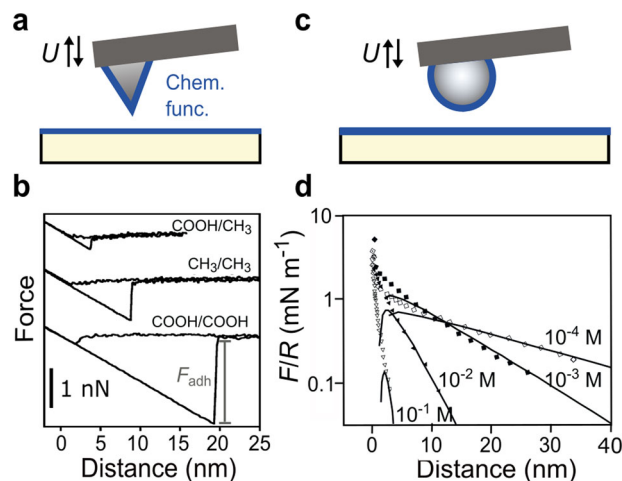 a
U
Chem.
func.
c
U
b
Force
COOH/CH₃
CH₃/CH₃
COOH/COOH
F_adh
1 nN
0 5 10 15 20 25
Distance (nm)
d
F/R (mN m⁻¹)
10
1
0.1
10⁻⁴ M
10⁻³ M
10⁻² M
10⁻¹ M
0 10 20 30 40
Distance (nm)